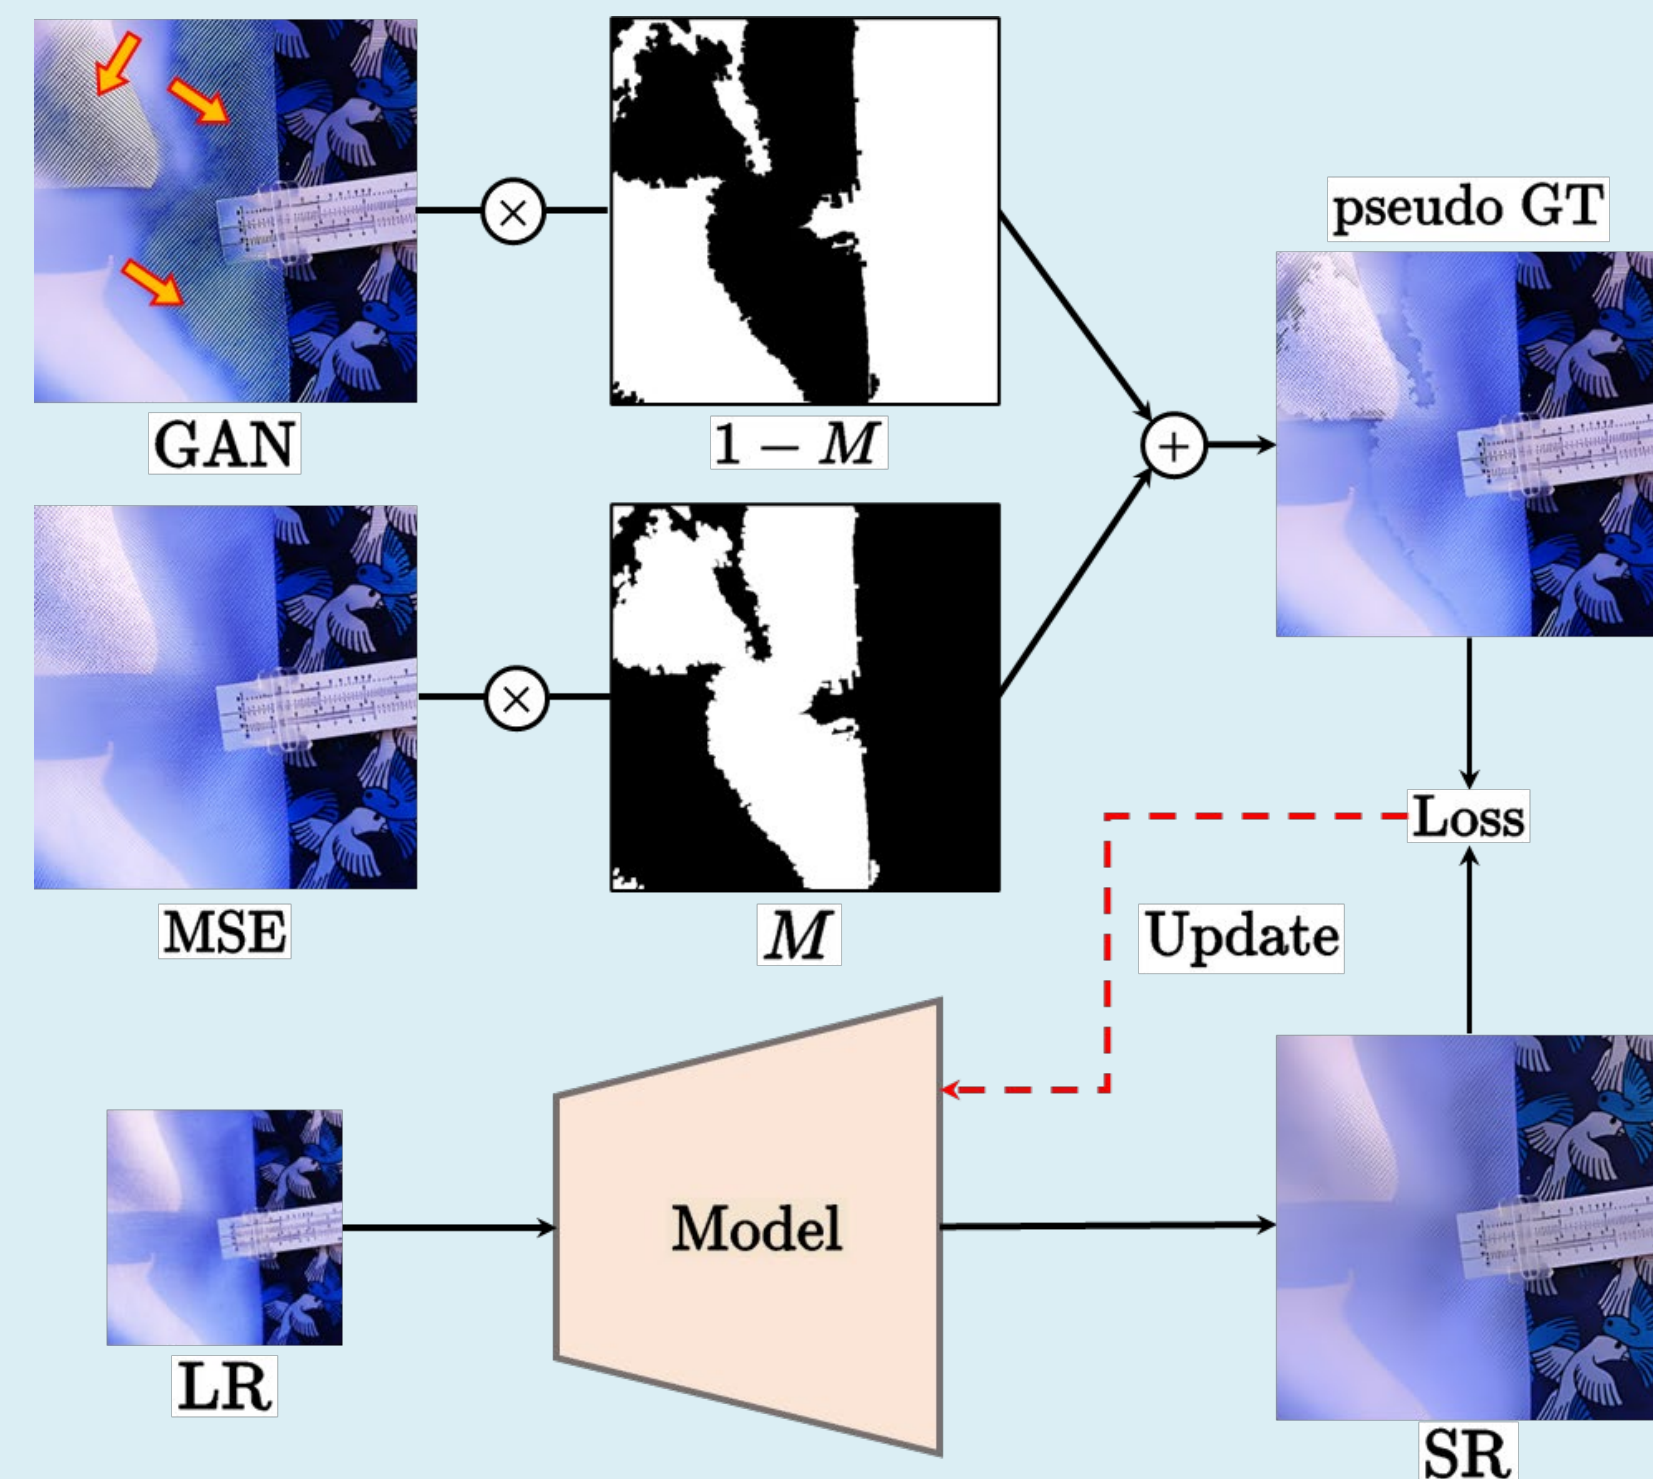 GAN
×
1 − M
pseudo GT
+
MSE
×
M
Loss
Update
Model
LR
SR